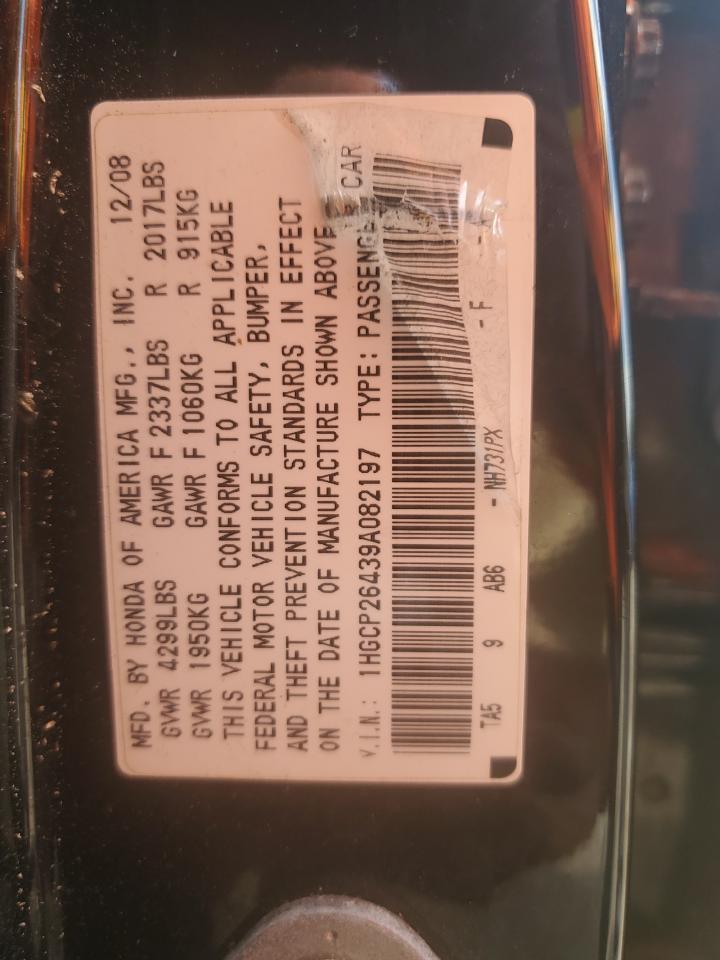 MFD. BY HONDA OF AMERICA MFG., INC. 12/08
GVWR 4299LBS GAWR F 2337LBS R 2017LBS
GVWR 1950KG GAWR F 1060KG R 915KG
THIS VEHICLE CONFORMS TO ALL APPLICABLE
FEDERAL MOTOR VEHICLE SAFETY, BUMPER,
AND THEFT PREVENTION STANDARDS IN EFFECT
ON THE DATE OF MANUFACTURE SHOWN ABOVE
V.I.N.: 1HGCP26439A082197 TYPE: PASSENG CAR
TA5 9 AB6 - NH731PX - F